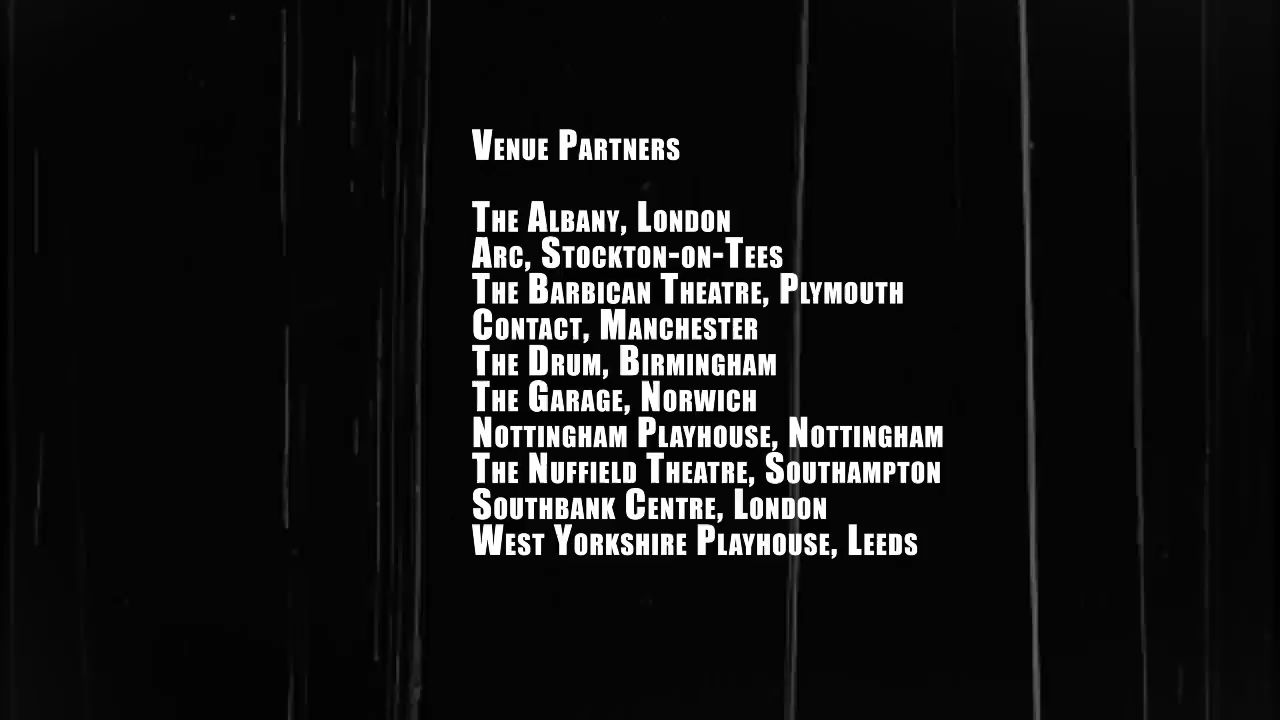 Venue Partners
The Albany, London
Arc, Stockton-on-Tees
The Barbican Theatre, Plymouth
Contact, Manchester
The Drum, Birmingham
The Garage, Norwich
Nottingham Playhouse, Nottingham
The Nuffield Theatre, Southampton
Southbank Centre, London
West Yorkshire Playhouse, Leeds